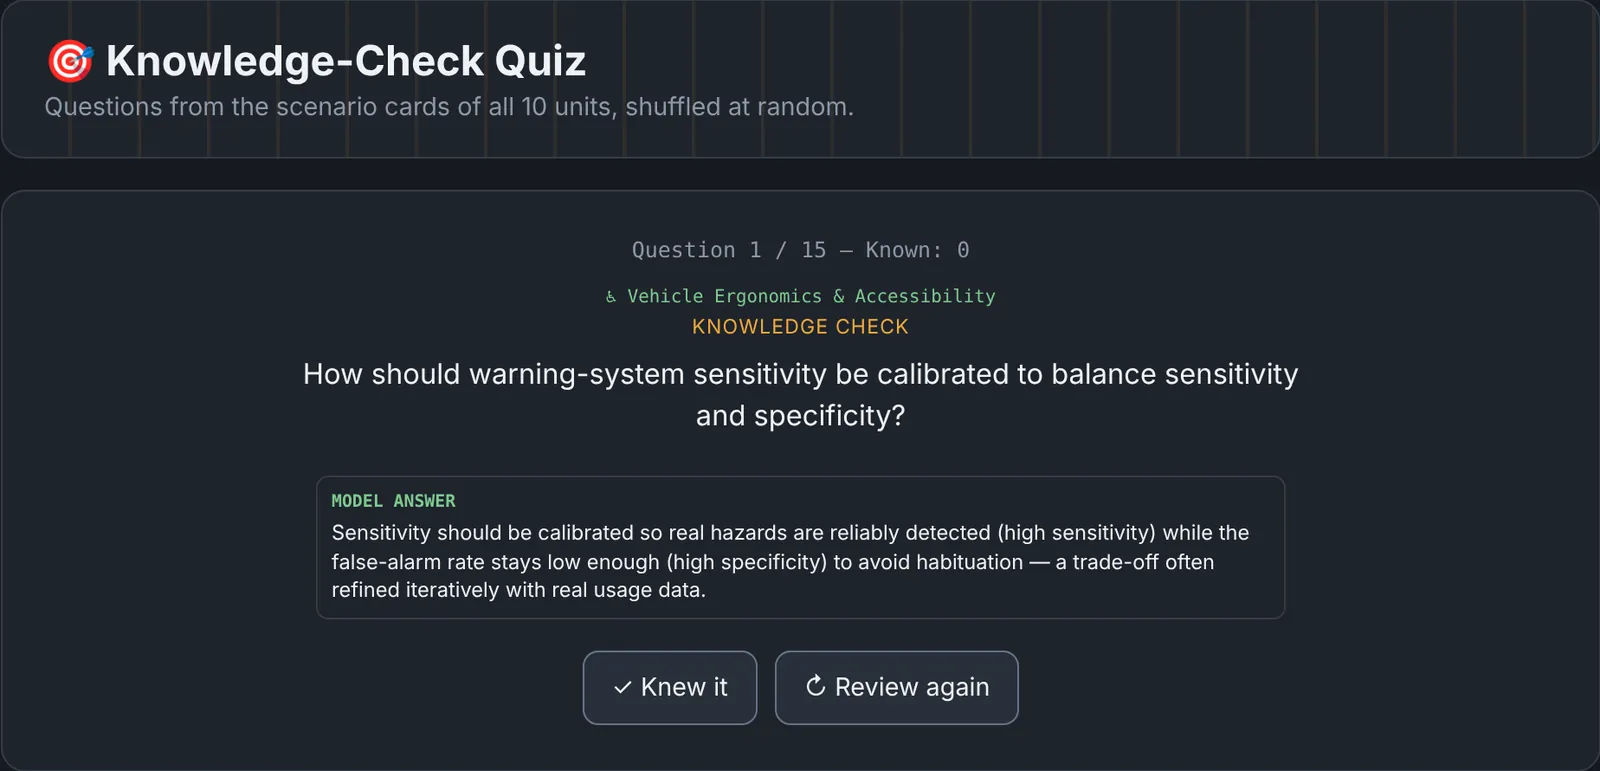 🎯 Knowledge-Check Quiz
Questions from the scenario cards of all 10 units, shuffled at random.
Question 1 / 15 — Known: 0
♿ Vehicle Ergonomics & Accessibility
KNOWLEDGE CHECK
How should warning-system sensitivity be calibrated to balance sensitivity
and specificity?
MODEL ANSWER
Sensitivity should be calibrated so real hazards are reliably detected (high sensitivity) while the
false-alarm rate stays low enough (high specificity) to avoid habituation — a trade-off often
refined iteratively with real usage data.
✓ Knew it
↻ Review again